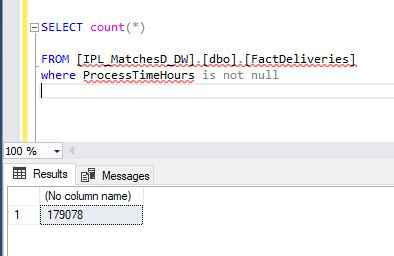 SELECT count(*)
FROM [IPL_MatchesD_DW].[dbo].[FactDeliveries]
where ProcessTimeHours is not null
100 %
Results Messages
(No column name)
1 179078